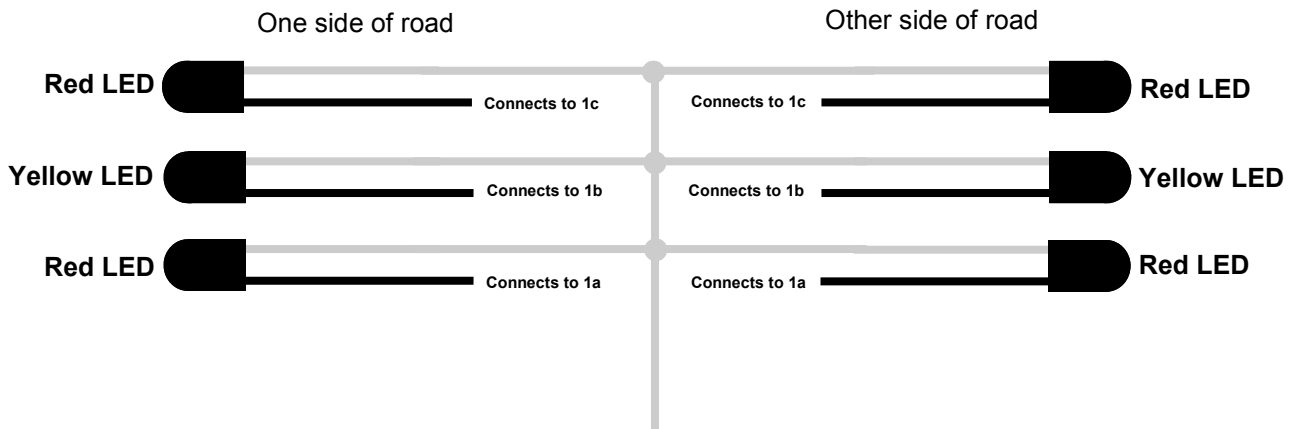 One side of road
Other side of road
Red LED
Connects to 1c
Connects to 1c
Red LED
Yellow LED
Connects to 1b
Connects to 1b
Yellow LED
Red LED
Connects to 1a
Connects to 1a
Red LED